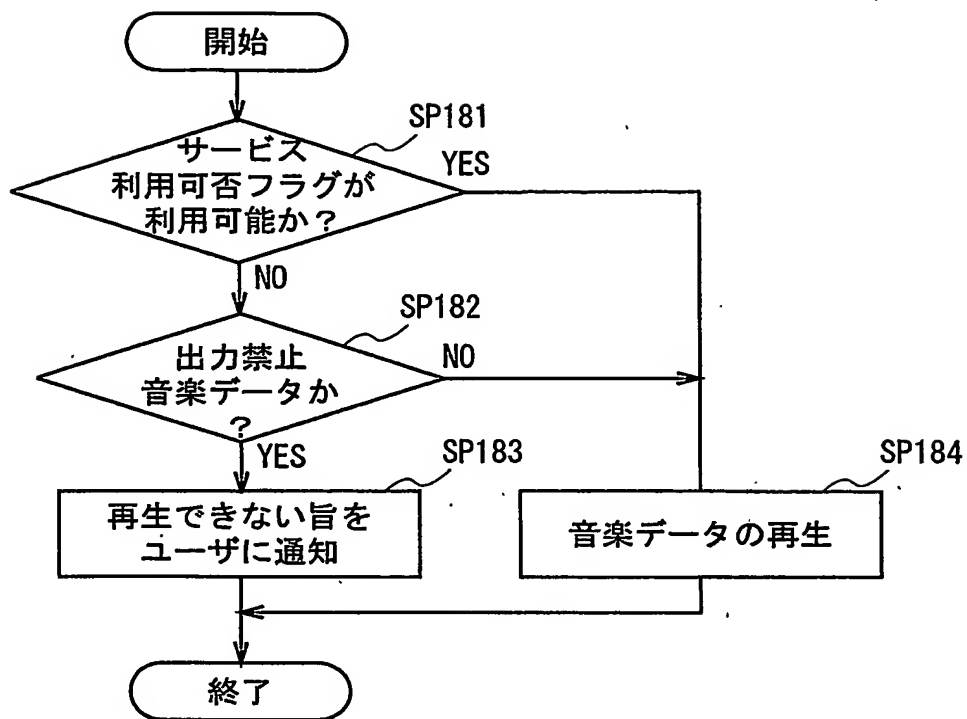 開始
SP181
サービス
利用可否フラグが
利用可能か？
YES
NO
SP182
出力禁止
音楽データか
？
NO
YES
SP183
再生できない旨を
ユーザに通知
SP184
音楽データの再生
終了